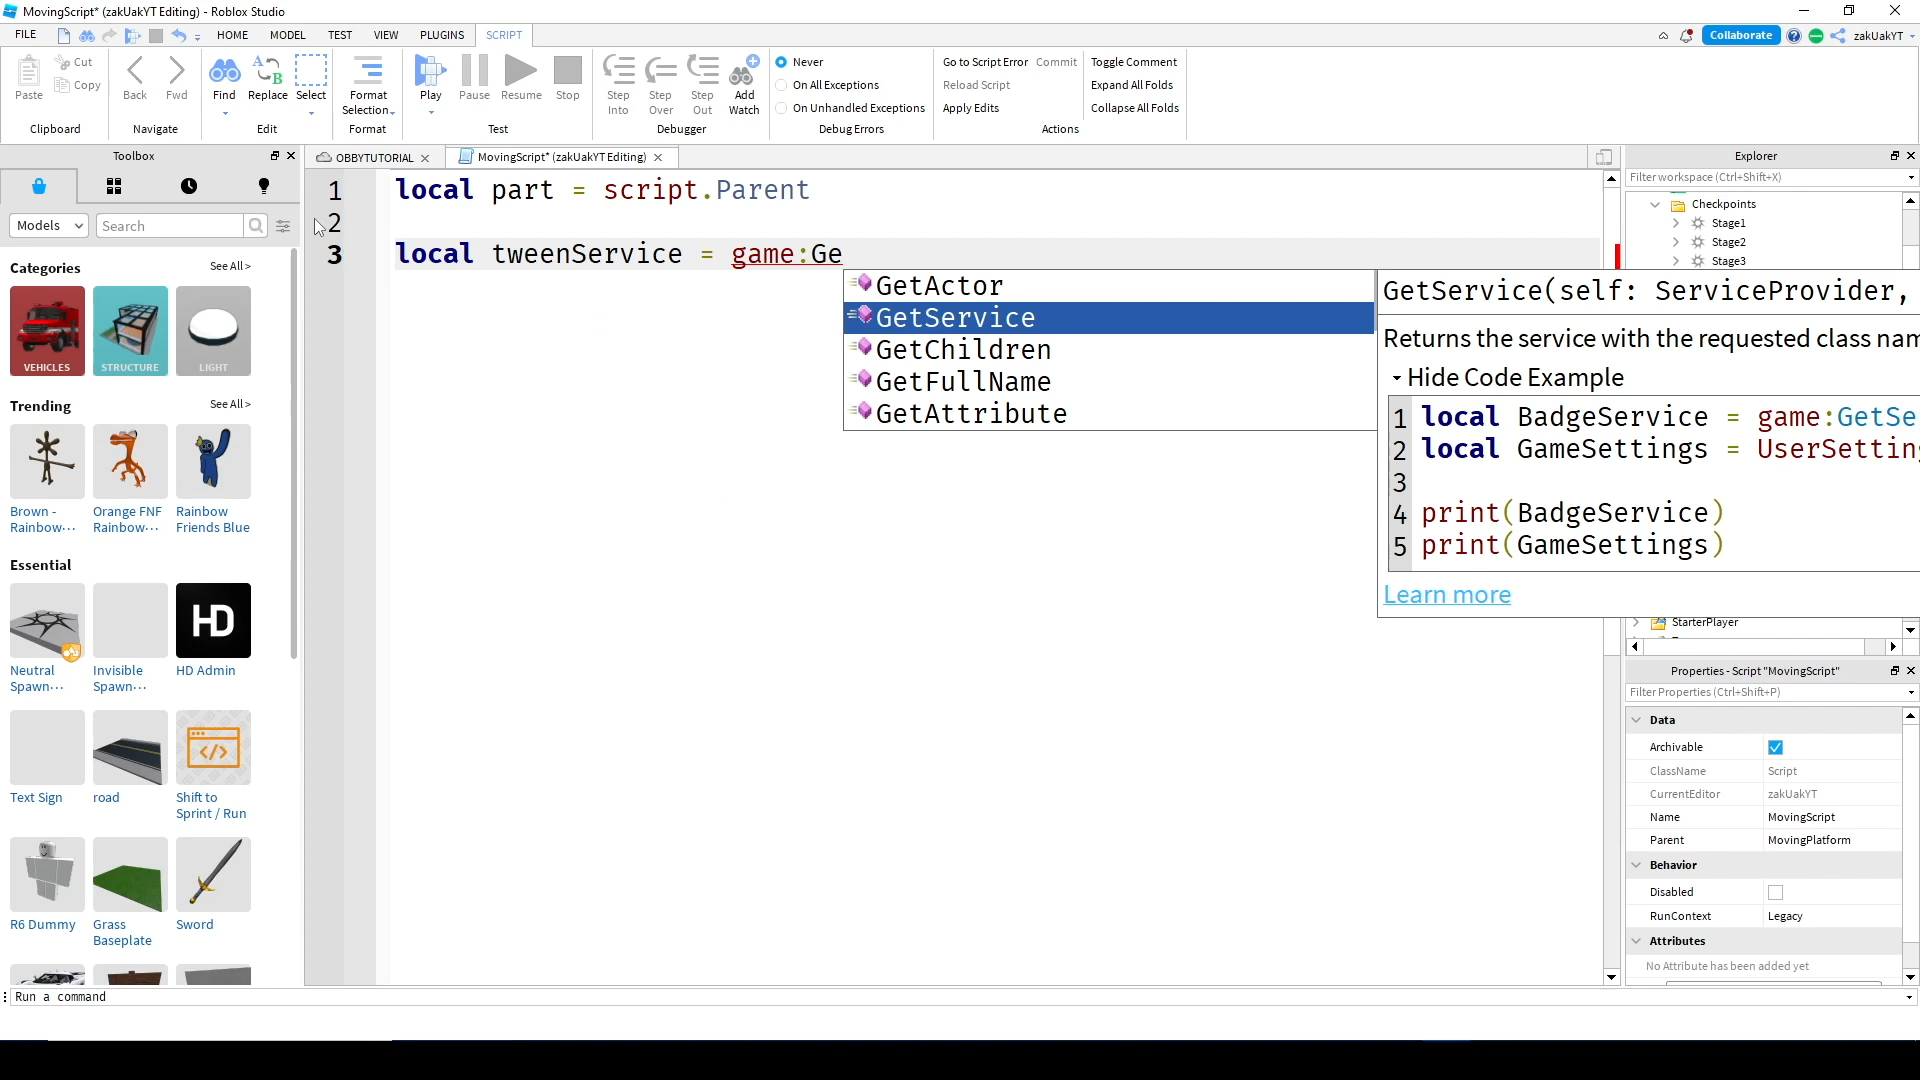 MovingScript* (zakUakYT Editing) - Roblox Studio
FILE HOME MODEL TEST VIEW PLUGINS SCRIPT Collaborate zakUakYT
Paste Cut Copy Clipboard
Back Fwd Navigate
Find Replace Select Edit
Format Selection Format
Play Pause Resume Stop Test
Step Into Step Over Step Out Add Watch Debugger
Never
On All Exceptions
On Unhandled Exceptions
Debug Errors
Go to Script Error Commit
Reload Script
Apply Edits
Toggle Comment
Expand All Folds
Collapse All Folds
Actions
Toolbox
Models Search
Categories See All >
VEHICLES STRUCTURE LIGHT
Trending See All >
Brown - Rainbow...
Orange FNF Rainbow...
Rainbow Friends Blue
Essential
Neutral Spawn...
Invisible Spawn...
HD
HD Admin
Text Sign
road
Shift to Sprint / Run
R6 Dummy
Grass Baseplate
Sword
OBBYTUTORIAL MovingScript* (zakUakYT Editing)
1 local part = script.Parent
2
3 local tweenService = game:Ge
GetActor
GetService
GetChildren
GetFullName
GetAttribute
GetService(self: ServiceProvider,
Returns the service with the requested class
Hide Code Example
1 local BadgeService = game:GetSe
2 local GameSettings = UserSettin
3
4 print(BadgeService)
5 print(GameSettings)
Learn more
Explorer
Filter workspace (Ctrl+Shift+X)
Checkpoints
Stage1
Stage2
Stage3
StarterPlayer
Properties - Script "MovingScript"
Filter Properties (Ctrl+Shift+P)
Data
Archivable
ClassName Script
CurrentEditor zakUakYT
Name MovingScript
Parent MovingPlatform
Behavior
Disabled
RunContext Legacy
Attributes
No Attribute has been added yet
Run a command